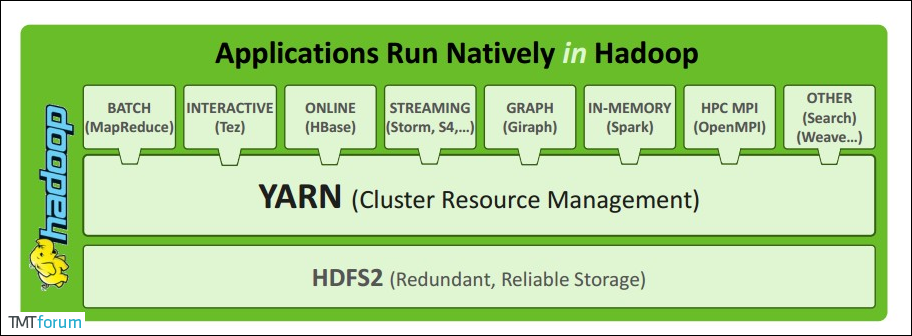 Applications Run Natively in Hadoop
BATCH
(MapReduce)
INTERACTIVE
(Tez)
ONLINE
(HBase)
STREAMING
(Storm, S4,...)
GRAPH
(Giraph)
IN-MEMORY
(Spark)
HPC MPI
(OpenMPI)
OTHER
(Search)
(Weave...)
hadoop
YARN (Cluster Resource Management)
HDFS2 (Redundant, Reliable Storage)
TMTforum